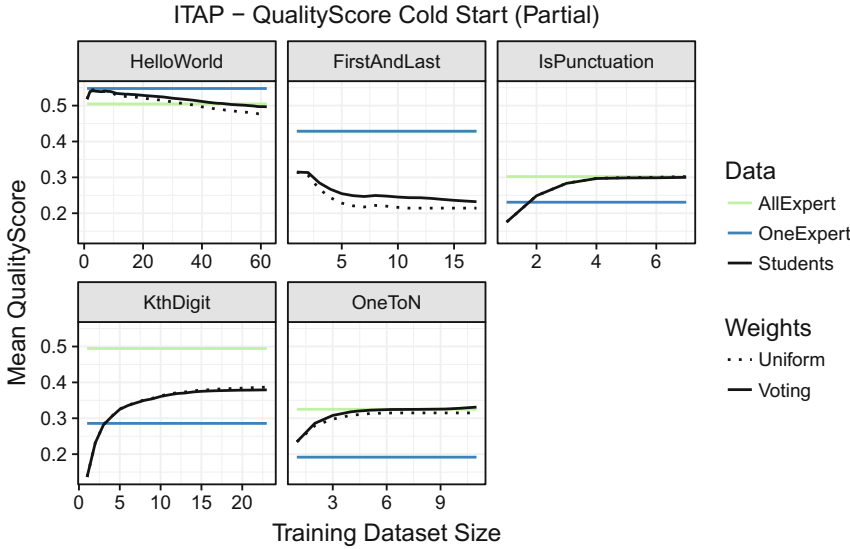 ITAP − QualityScore Cold Start (Partial)
HelloWorld
FirstAndLast
IsPunctuation
0.5
0.4
0.3
0.2
0 20 40 60
5 10 15
2 4 6
KthDigit
OneToN
0.5
0.4
0.3
0.2
0 5 10 15 20
3 6 9
Mean QualityScore
Training Dataset Size
Data
AllExpert
OneExpert
Students
Weights
Uniform
Voting